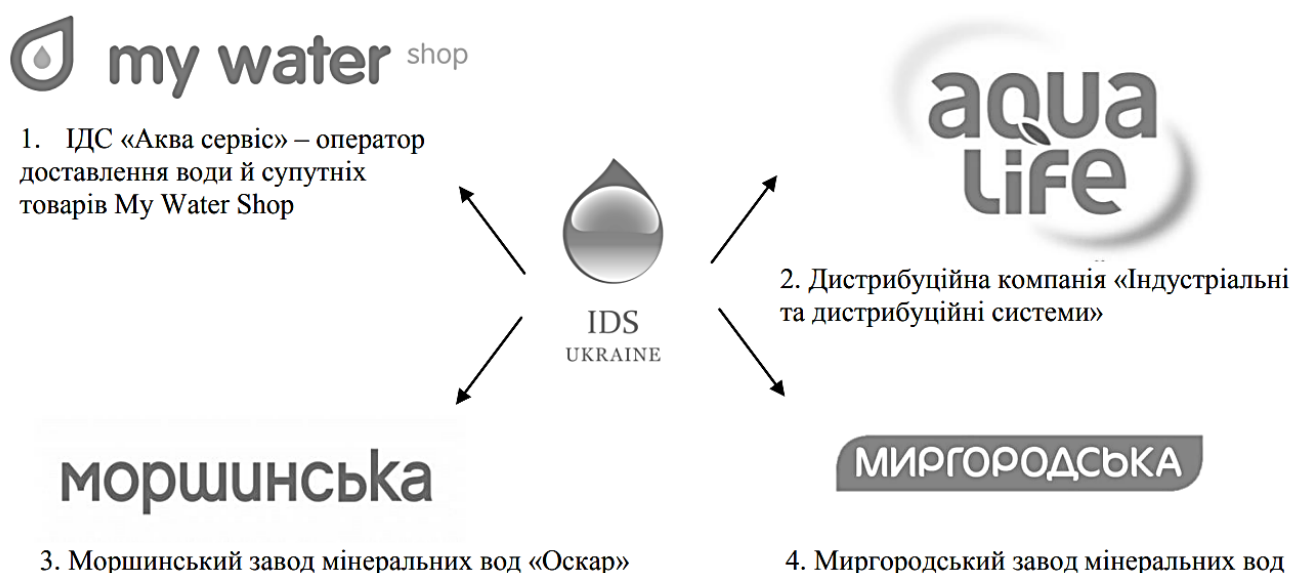 my water shop
1. ІДС «Аква сервіс» – оператор
доставлення води й супутніх
товарів My Water Shop
aqua
Life
2. Дистрибуційна компанія «Індустріальні
та дистрибуційні системи»
IDS
UKRAINE
моршинська
3. Моршинський завод мінеральних вод «Оскар»
МИРГОРОДСЬКА
4. Миргородський завод мінеральних вод